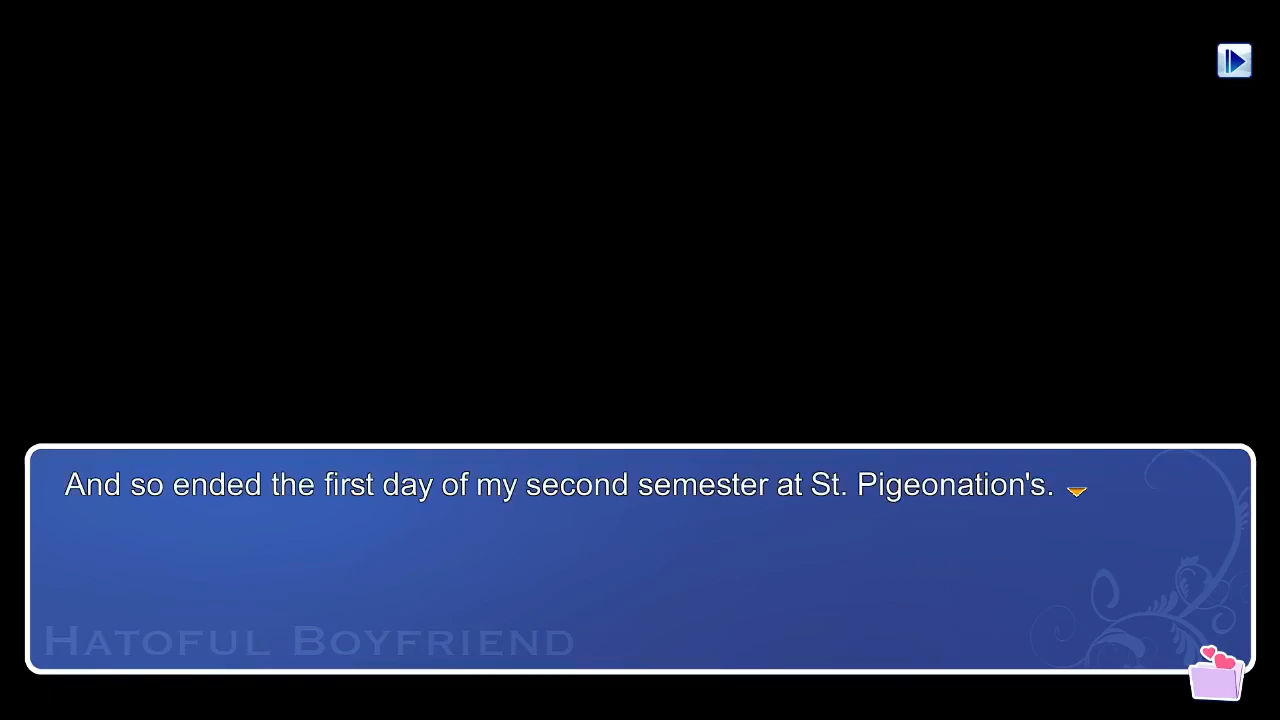 And so ended the first day of my second semester at St. Pigeonation's.
HATOFUL BOYFRIEND